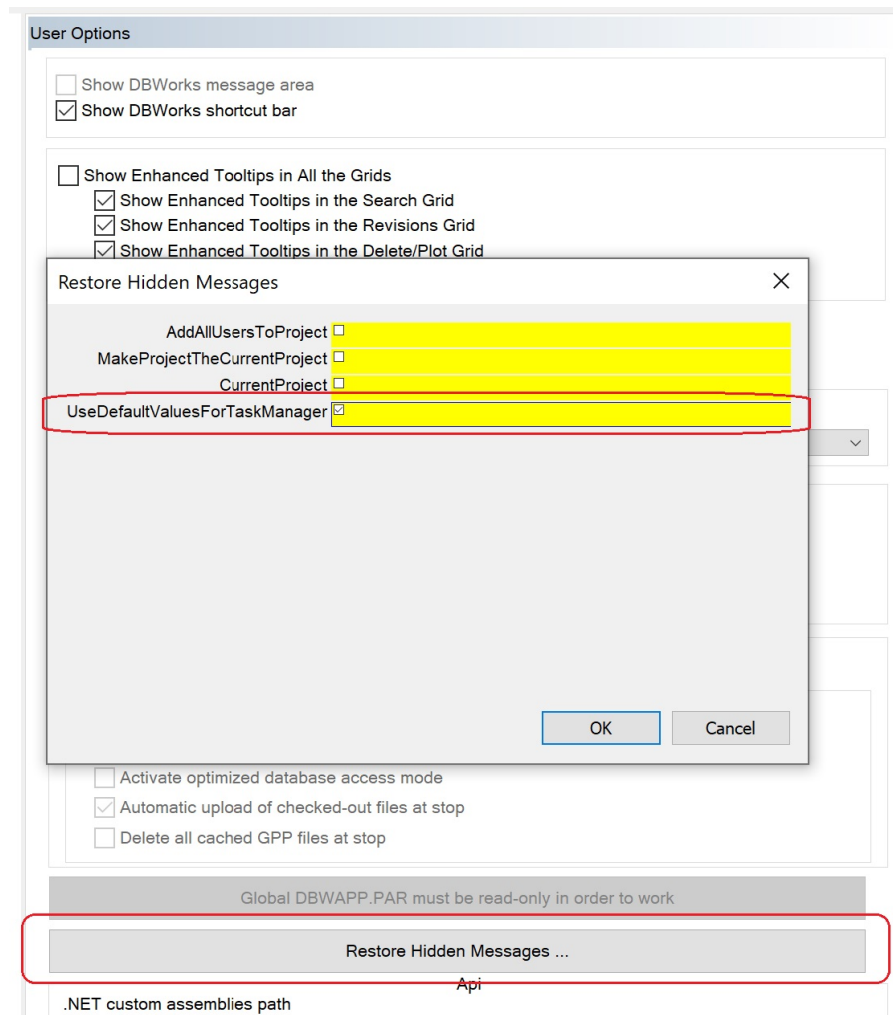 User Options
Show DBWorks message area
Show DBWorks shortcut bar
Show Enhanced Tooltips in All the Grids
Show Enhanced Tooltips in the Search Grid
Show Enhanced Tooltips in the Revisions Grid
Show Enhanced Tooltips in the Delete/Plot Grid
Restore Hidden Messages
AddAllUsersToProject
MakeProjectTheCurrentProject
CurrentProject
UseDefaultValuesForTaskManager
OK Cancel
Activate optimized database access mode
Automatic upload of checked-out files at stop
Delete all cached GPP files at stop
Global DBWAPP.PAR must be read-only in order to work
Restore Hidden Messages ...
Api
.NET custom assemblies path